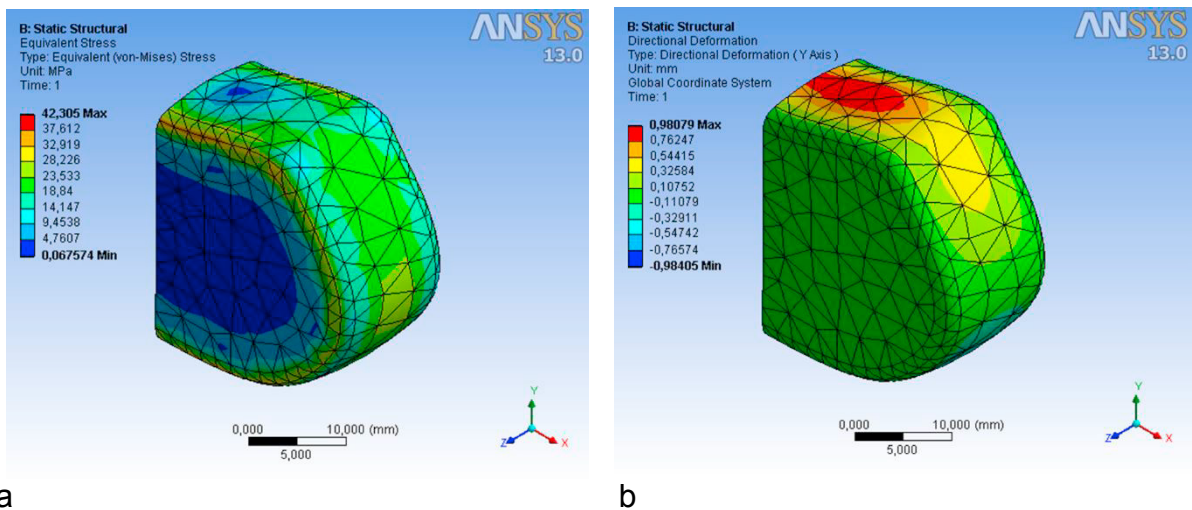 B: Static Structural
Equivalent Stress
Type: Equivalent (von-Mises) Stress
Unit: MPa
Time: 1
42,305 Max
37,612
32,919
28,226
23,533
18,84
14,147
9,4538
4,7607
0,067574 Min
ANSYS
13.0
0,000 10,000 (mm)
5,000
Y
Z X
a
B: Static Structural
Directional Deformation
Type: Directional Deformation ( Y Axis )
Unit: mm
Global Coordinate System
Time: 1
0,98079 Max
0,76247
0,54415
0,32584
0,10752
-0,11079
-0,32911
-0,54742
-0,76574
-0,98405 Min
ANSYS
13.0
0,000 10,000 (mm)
5,000
Y
Z X
b